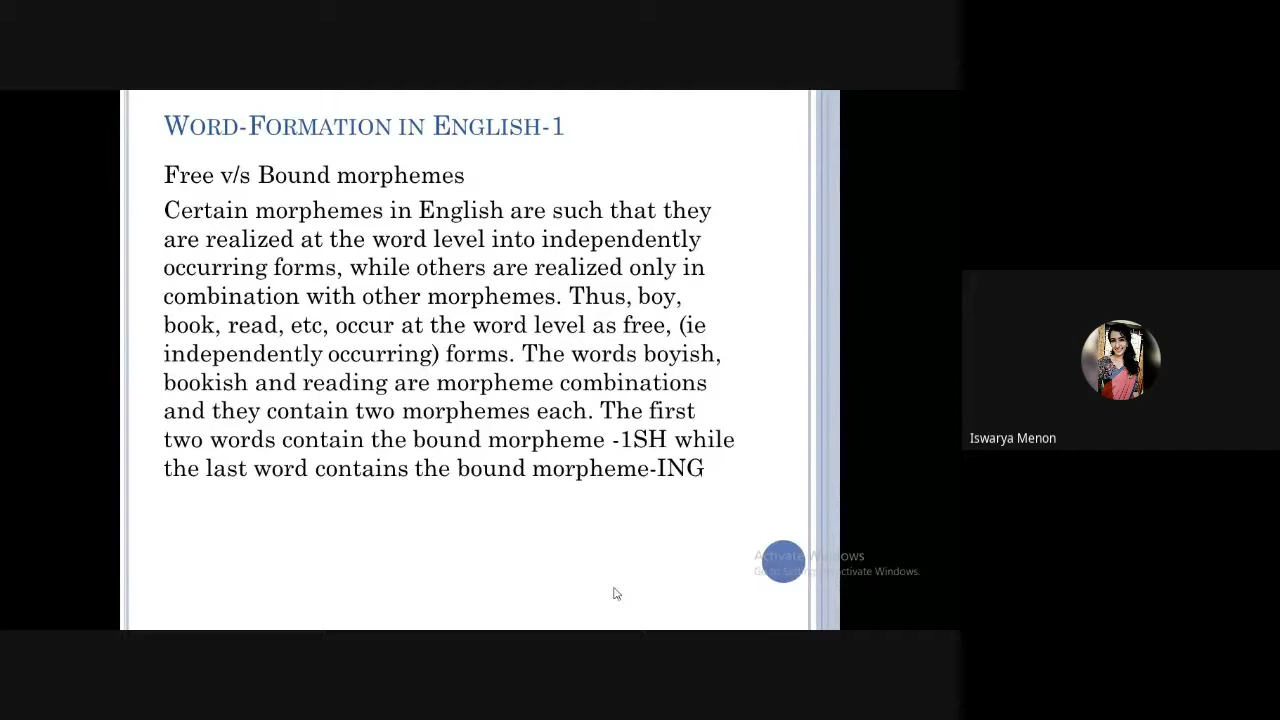 WORD-FORMATION IN ENGLISH-1
Free v/s Bound morphemes
Certain morphemes in English are such that they
are realized at the word level into independently
occurring forms, while others are realized only in
combination with other morphemes. Thus, boy,
book, read, etc, occur at the word level as free, (ie
independently occurring) forms. The words boyish,
bookish and reading are morpheme combinations
and they contain two morphemes each. The first
two words contain the bound morpheme -1SH while
the last word contains the bound morpheme-ING
Activate Windows
Go to Settings to activate Windows.
Iswarya Menon